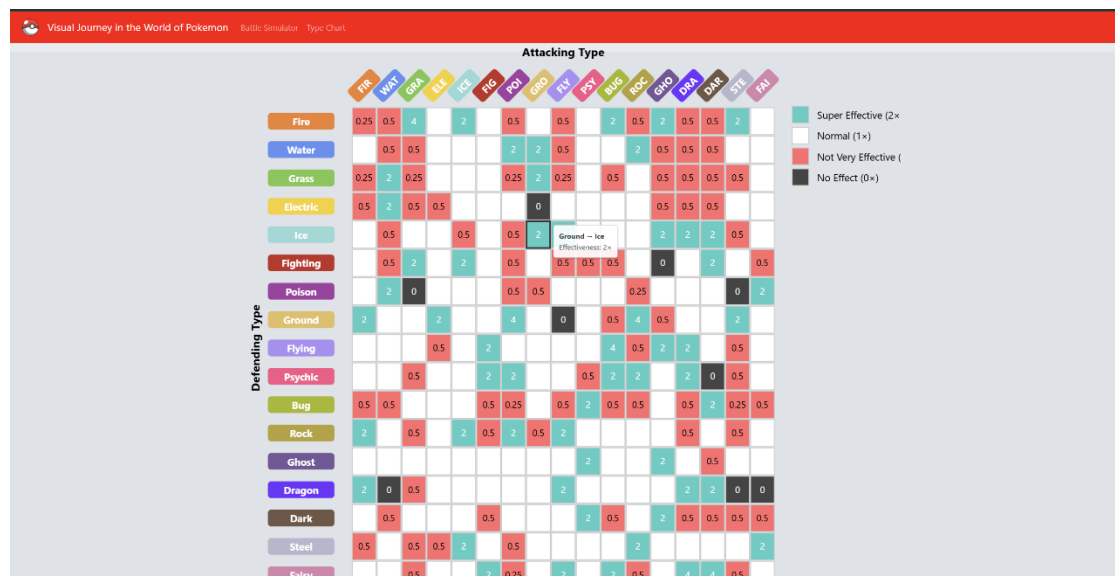 Visual Journey in the World of Pokemon Battle Simulator Type Chart
Attacking Type
FIR WAT GRA ELE ICE FIG POI GRO FLY PSY BUG ROC GHO DRA DAR STE FAI
Fire 0.25 0.5 4 2 0.5 0.5 2 0.5 2 0.5 0.5 2
Water 0.5 0.5 2 2 0.5 2 0.5 0.5 0.5
Grass 0.25 2 0.25 0.25 2 0.25 0.5 0.5 0.5 0.5 0.5
Electric 0.5 2 0.5 0.5 0 0.5 0.5 0.5
Ice 0.5 0.5 0.5 2 2 2 2 0.5
Fighting 0.5 2 2 0.5 0.5 0.5 0.5 0 2 0.5
Poison 2 0 0.5 0.5 0.25 0 2
Ground 2 2 4 0 0.5 4 0.5 2
Flying 0.5 2 4 0.5 2 2 0.5
Psychic 0.5 2 2 0.5 2 2 2 0 0.5
Bug 0.5 0.5 0.5 0.25 0.5 2 0.5 0.5 0.5 2 0.25 0.5
Rock 2 0.5 2 0.5 2 0.5 2 0.5 0.5
Ghost 2 2 0.5
Dragon 2 0 0.5 2 2 2 0 0
Dark 0.5 0.5 2 0.5 2 0.5 0.5 0.5 0.5
Steel 0.5 0.5 0.5 2 0.5 2 2
Fairy 0.5 2 0.25 2 2 0.5 4 4 0.5
Defending Type
Ground → Ice
Effectiveness: 2×
Super Effective (2×
Normal (1×)
Not Very Effective (
No Effect (0×)